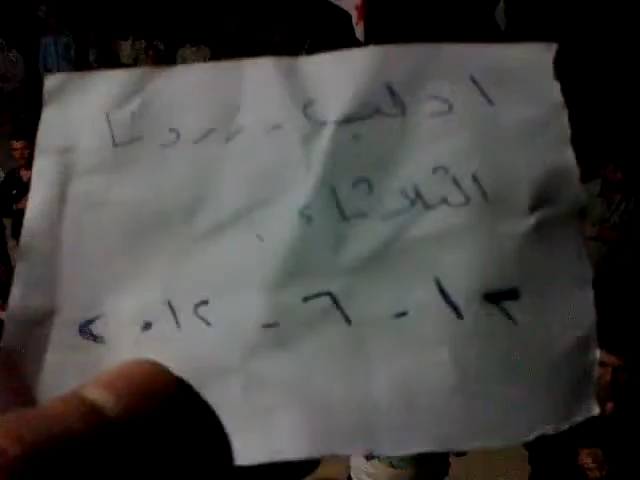 ادلب -
الثلاثاء
١٢ - ٦ - ٢٠١٢